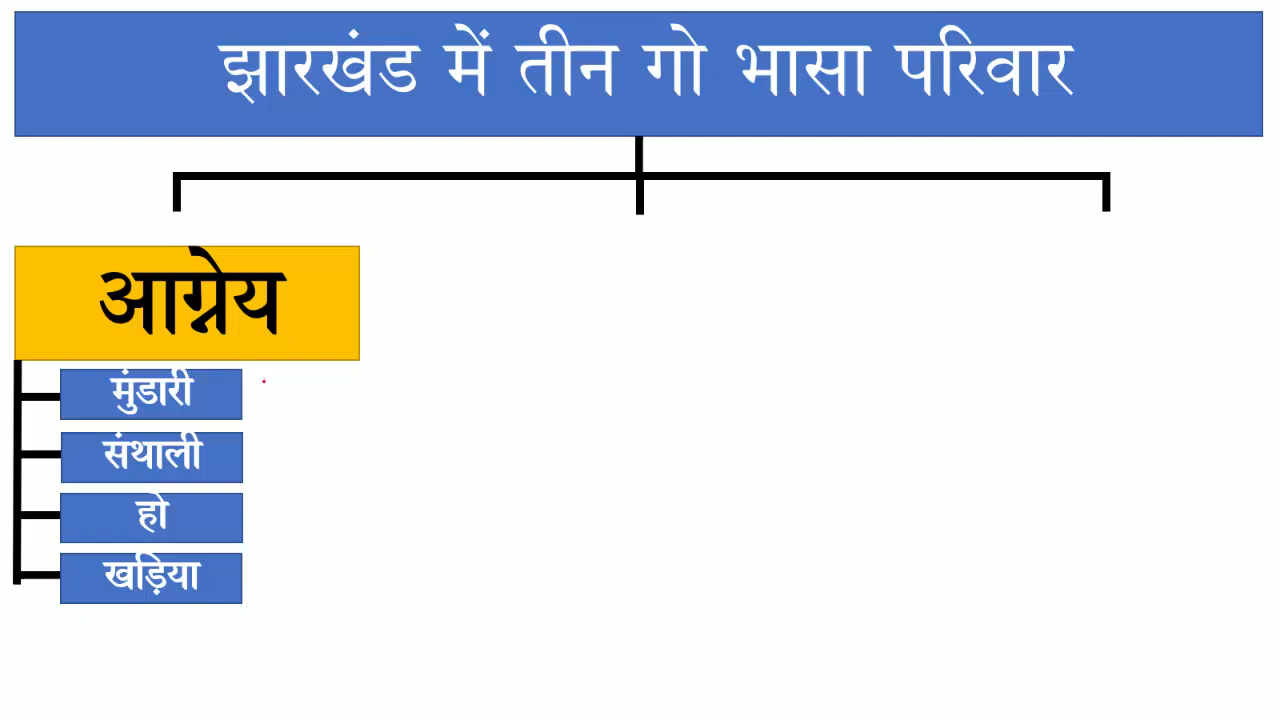 झारखंड में तीन गो भासा परिवार
आग्नेय
मुंडारी
संथाली
हो
खड़िया